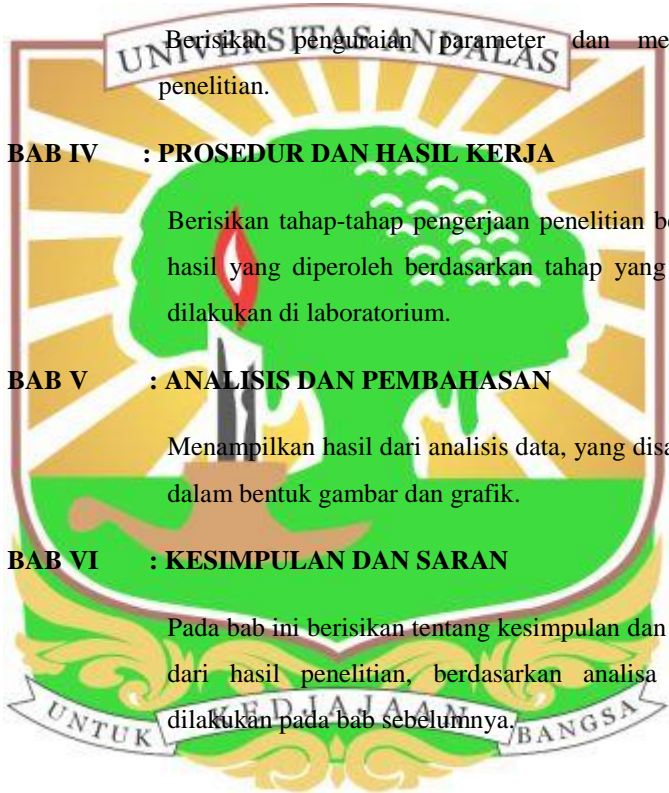 UNIVERSITAS ANDALAS
Berisikan penguraian parameter dan me
penelitian.
BAB IV : PROSEDUR DAN HASIL KERJA
Berisikan tahap-tahap pengerjaan penelitian be
hasil yang diperoleh berdasarkan tahap yang
dilakukan di laboratorium.
BAB V : ANALISIS DAN PEMBAHASAN
Menampilkan hasil dari analisis data, yang disa
dalam bentuk gambar dan grafik.
BAB VI : KESIMPULAN DAN SARAN
Pada bab ini berisikan tentang kesimpulan dan
dari hasil penelitian, berdasarkan analisa
dilakukan pada bab sebelumnya.
UNTUK KEDJAJAAN BANGSA